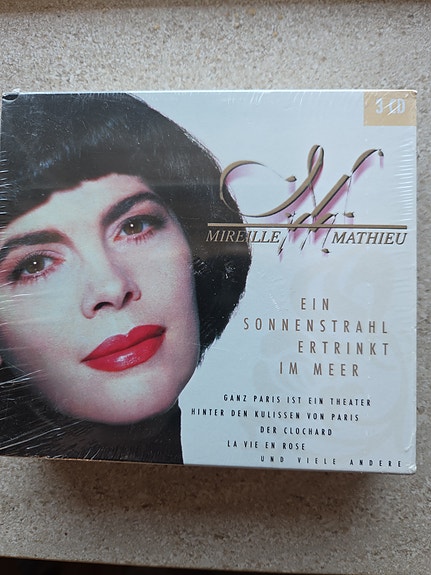 3 CD
MIREILLE MATHIEU
EIN
SONNENSTRAHL
ERTRINKT
IM MEER
GANZ PARIS IST EIN THEATER
HINTER DEN KULISSEN VON PARIS
DER CLOCHARD
LA VIE EN ROSE
UND VIELE ANDERE